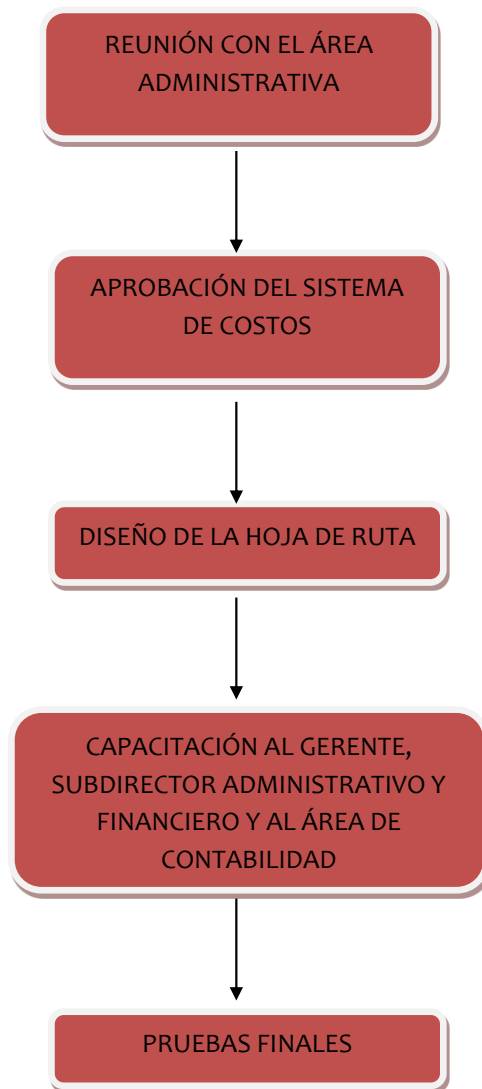 REUNIÓN CON EL ÁREA
ADMINISTRATIVA
APROBACIÓN DEL SISTEMA
DE COSTOS
DISEÑO DE LA HOJA DE RUTA
CAPACITACIÓN AL GERENTE,
SUBDIRECTOR ADMINISTRATIVO Y
FINANCIERO Y AL ÁREA DE
CONTABILIDAD
PRUEBAS FINALES